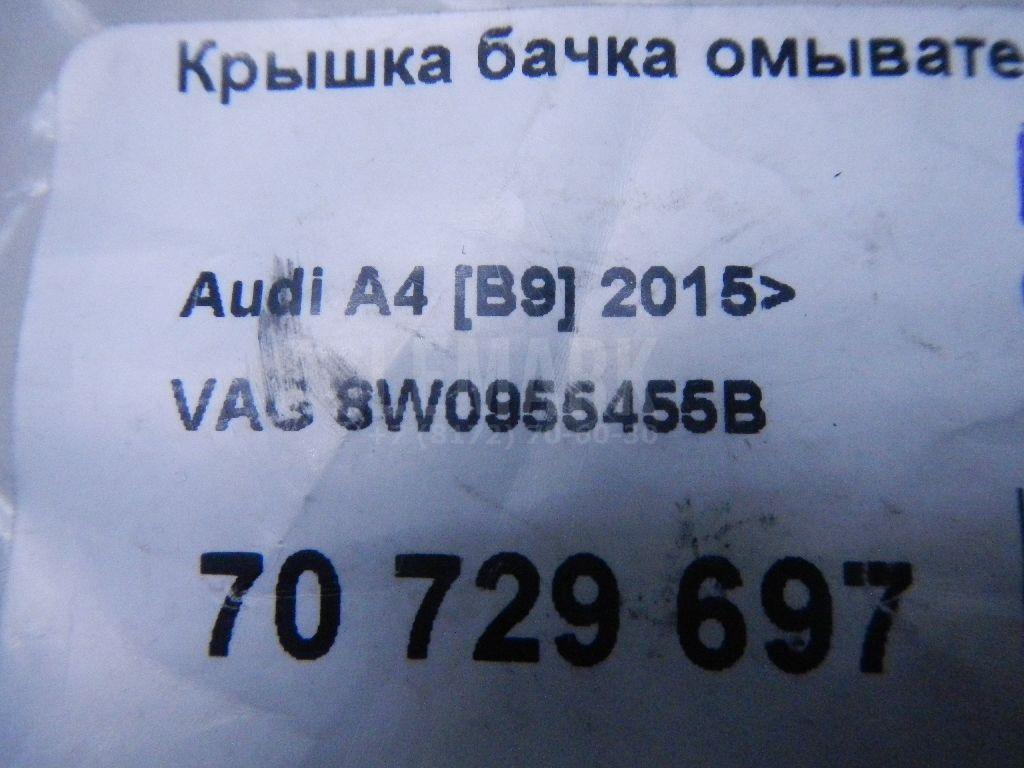 Крышка бачка омывате
Audi A4 [B9] 2015>
VAG 8W0955455B
70 729 697